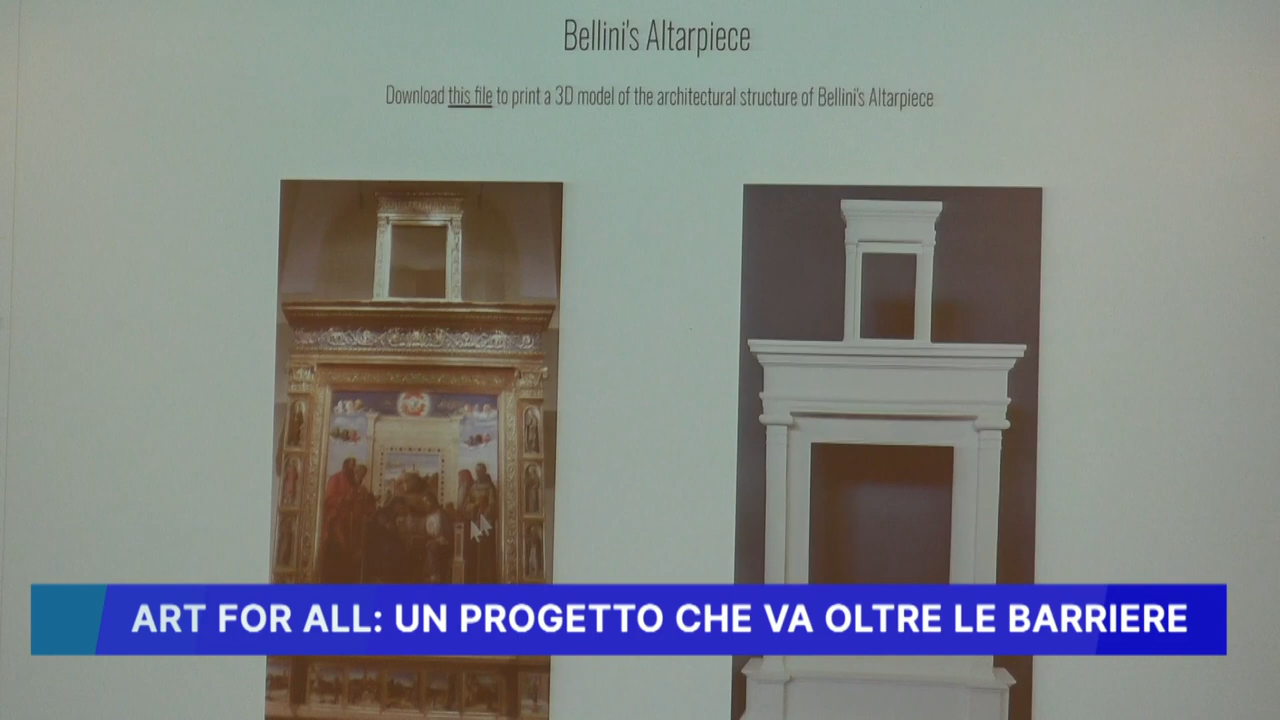 Bellini's Altarpiece
Download this file to print a 3D model of the architectural structure of Bellini's Altarpiece
ART FOR ALL: UN PROGETTO CHE VA OLTRE LE BARRIERE